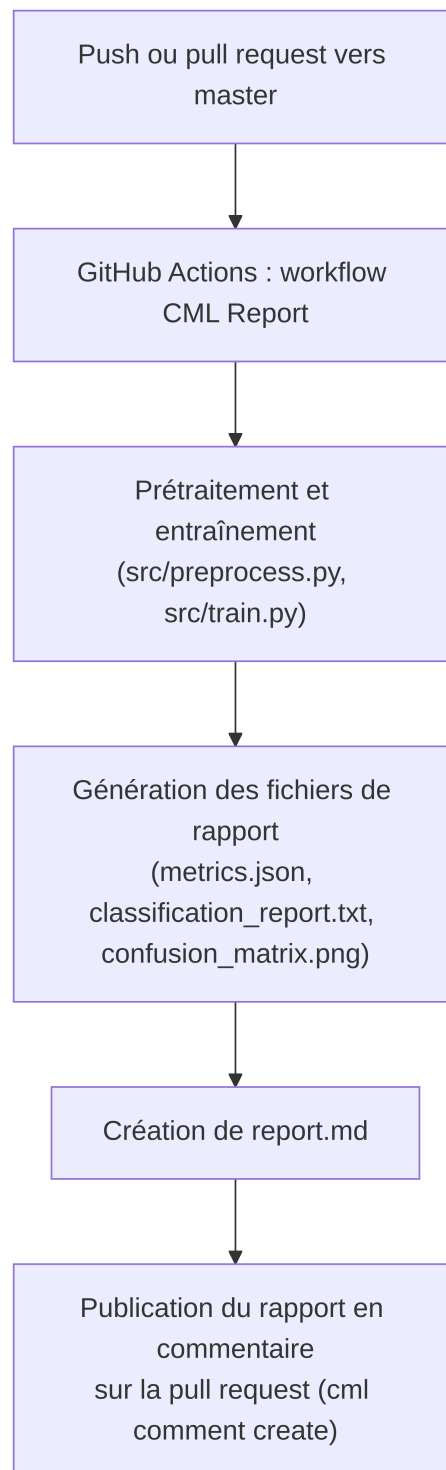 Push ou pull request vers
master
GitHub Actions : workflow
CML Report
Prétraitement et
entraînement
(src/preprocess.py,
src/train.py)
Génération des fichiers de
rapport
(metrics.json,
classification_report.txt,
confusion_matrix.png)
Création de report.md
Publication du rapport en
commentaire
sur la pull request (cml
comment create)